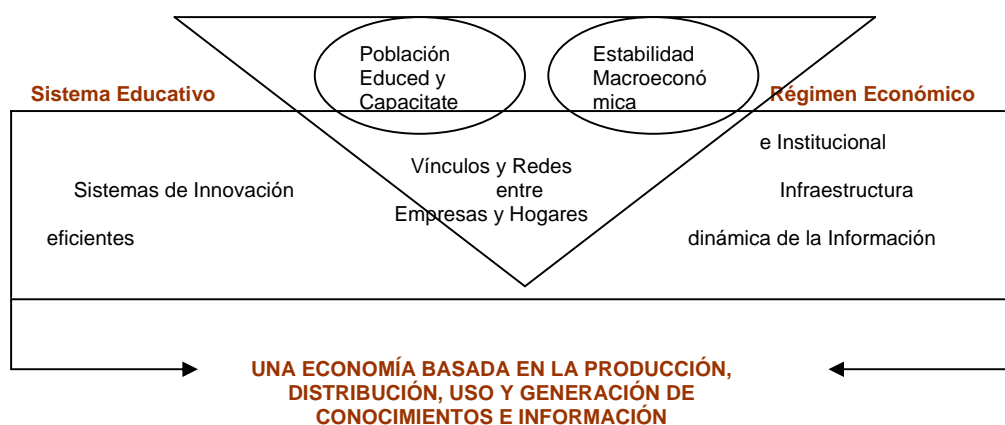 Población
Educed y
Capacitate
Estabilidad
Macroeconó
mica
Sistema Educativo
Régimen Económico
e Institucional
Vínculos y Redes
entre
Empresas y Hogares
Sistemas de Innovación
eficientes
Infraestructura
dinámica de la Información
UNA ECONOMÍA BASADA EN LA PRODUCCIÓN,
DISTRIBUCIÓN, USO Y GENERACIÓN DE
CONOCIMIENTOS E INFORMACIÓN